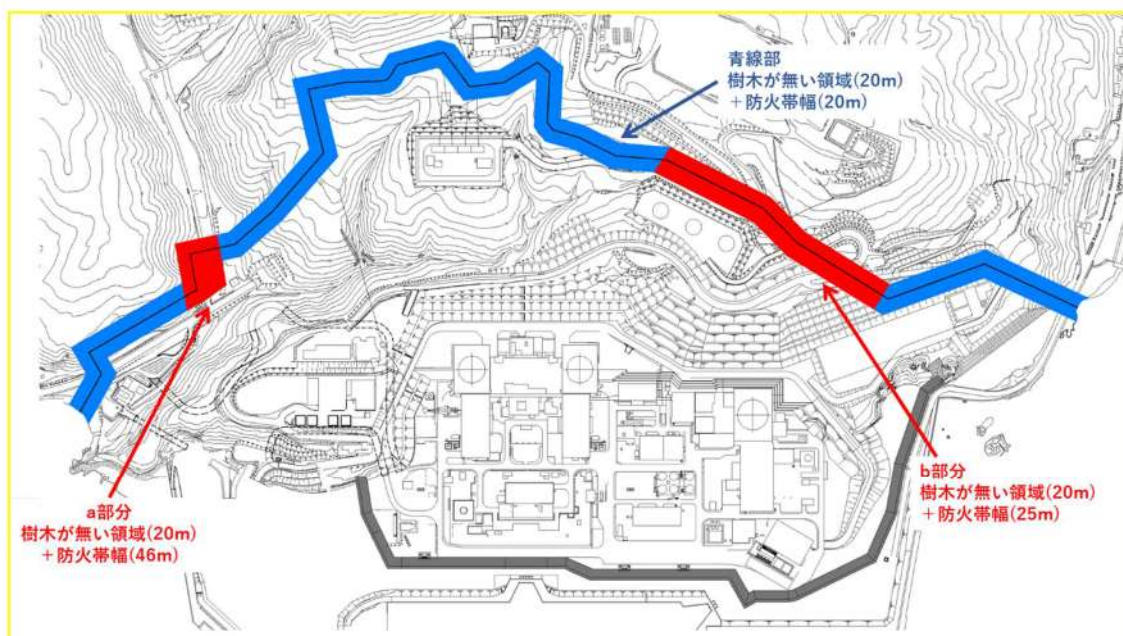 青線部
樹木が無い領域(20m)
＋防火帯幅(20m)
a部分
樹木が無い領域(20m)
＋防火帯幅(46m)
b部分
樹木が無い領域(20m)
＋防火帯幅(25m)